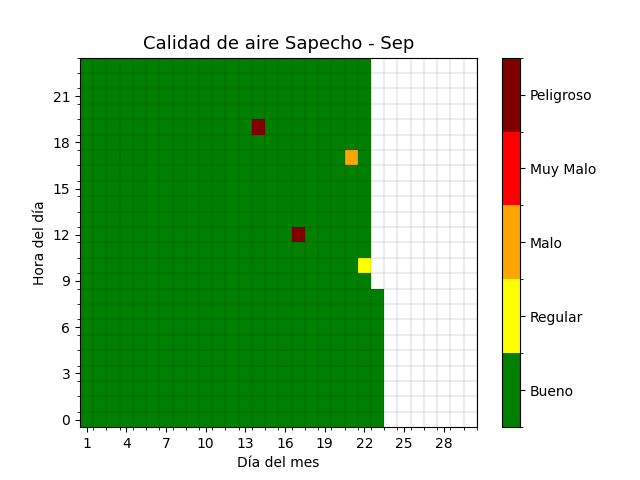 Calidad de aire Sapecho - Sep
Hora del día
21
18
15
12
9
6
3
0
1 4 7 10 13 16 19 22 25 28
Día del mes
Peligroso
Muy Malo
Malo
Regular
Bueno